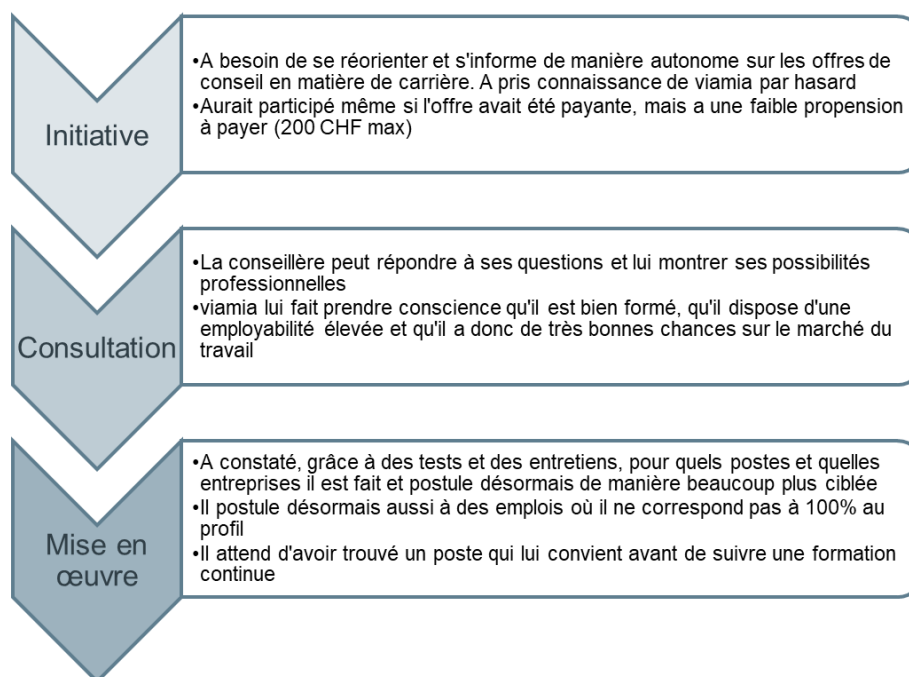 Initiative
•A besoin de se réorienter et s'informe de manière autonome sur les offres de
conseil en matière de carrière. A pris connaissance de viamia par hasard
•Aurait participé même si l'offre avait été payante, mais a une faible propension
à payer (200 CHF max)
Consultation
•La conseillère peut répondre à ses questions et lui montrer ses possibilités
professionnelles
•viamia lui fait prendre conscience qu'il est bien formé, qu'il dispose d'une
employabilité élevée et qu'il a donc de très bonnes chances sur le marché du
travail
Mise en
œuvre
•A constaté, grâce à des tests et des entretiens, pour quels postes et quelles
entreprises il est fait et postule désormais de manière beaucoup plus ciblée
•Il postule désormais aussi à des emplois où il ne correspond pas à 100% au
profil
•Il attend d'avoir trouvé un poste qui lui convient avant de suivre une formation
continue